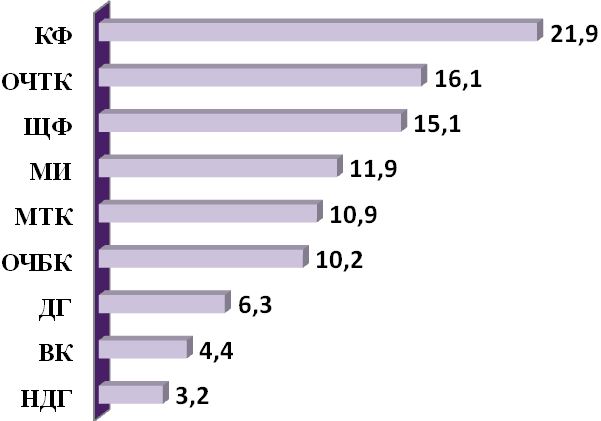 КФ 21,9
ОЧТК 16,1
ЩФ 15,1
МИ 11,9
МТК 10,9
ОЧБК 10,2
ДГ 6,3
ВК 4,4
НДГ 3,2